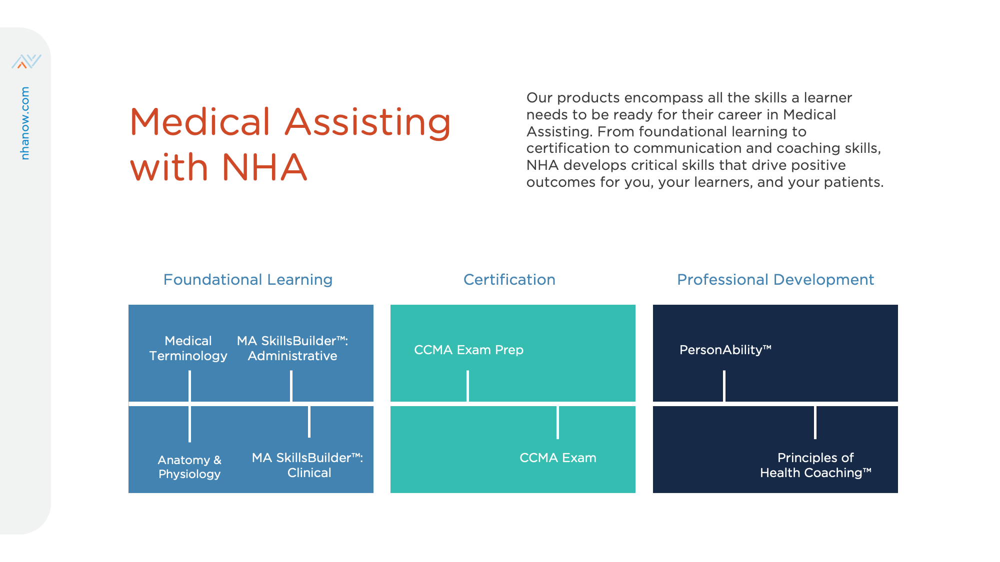 nhanow.com
Medical Assisting
with NHA
Our products encompass all the skills a learner
needs to be ready for their career in Medical
Assisting. From foundational learning to
certification to communication and coaching skills,
NHA develops critical skills that drive positive
outcomes for you, your learners, and your patients.
Foundational Learning
Medical
Terminology
MA SkillsBuilder™:
Administrative
Anatomy &
Physiology
MA SkillsBuilder™:
Clinical
Certification
CCMA Exam Prep
CCMA Exam
Professional Development
PersonAbility™
Principles of
Health Coaching™